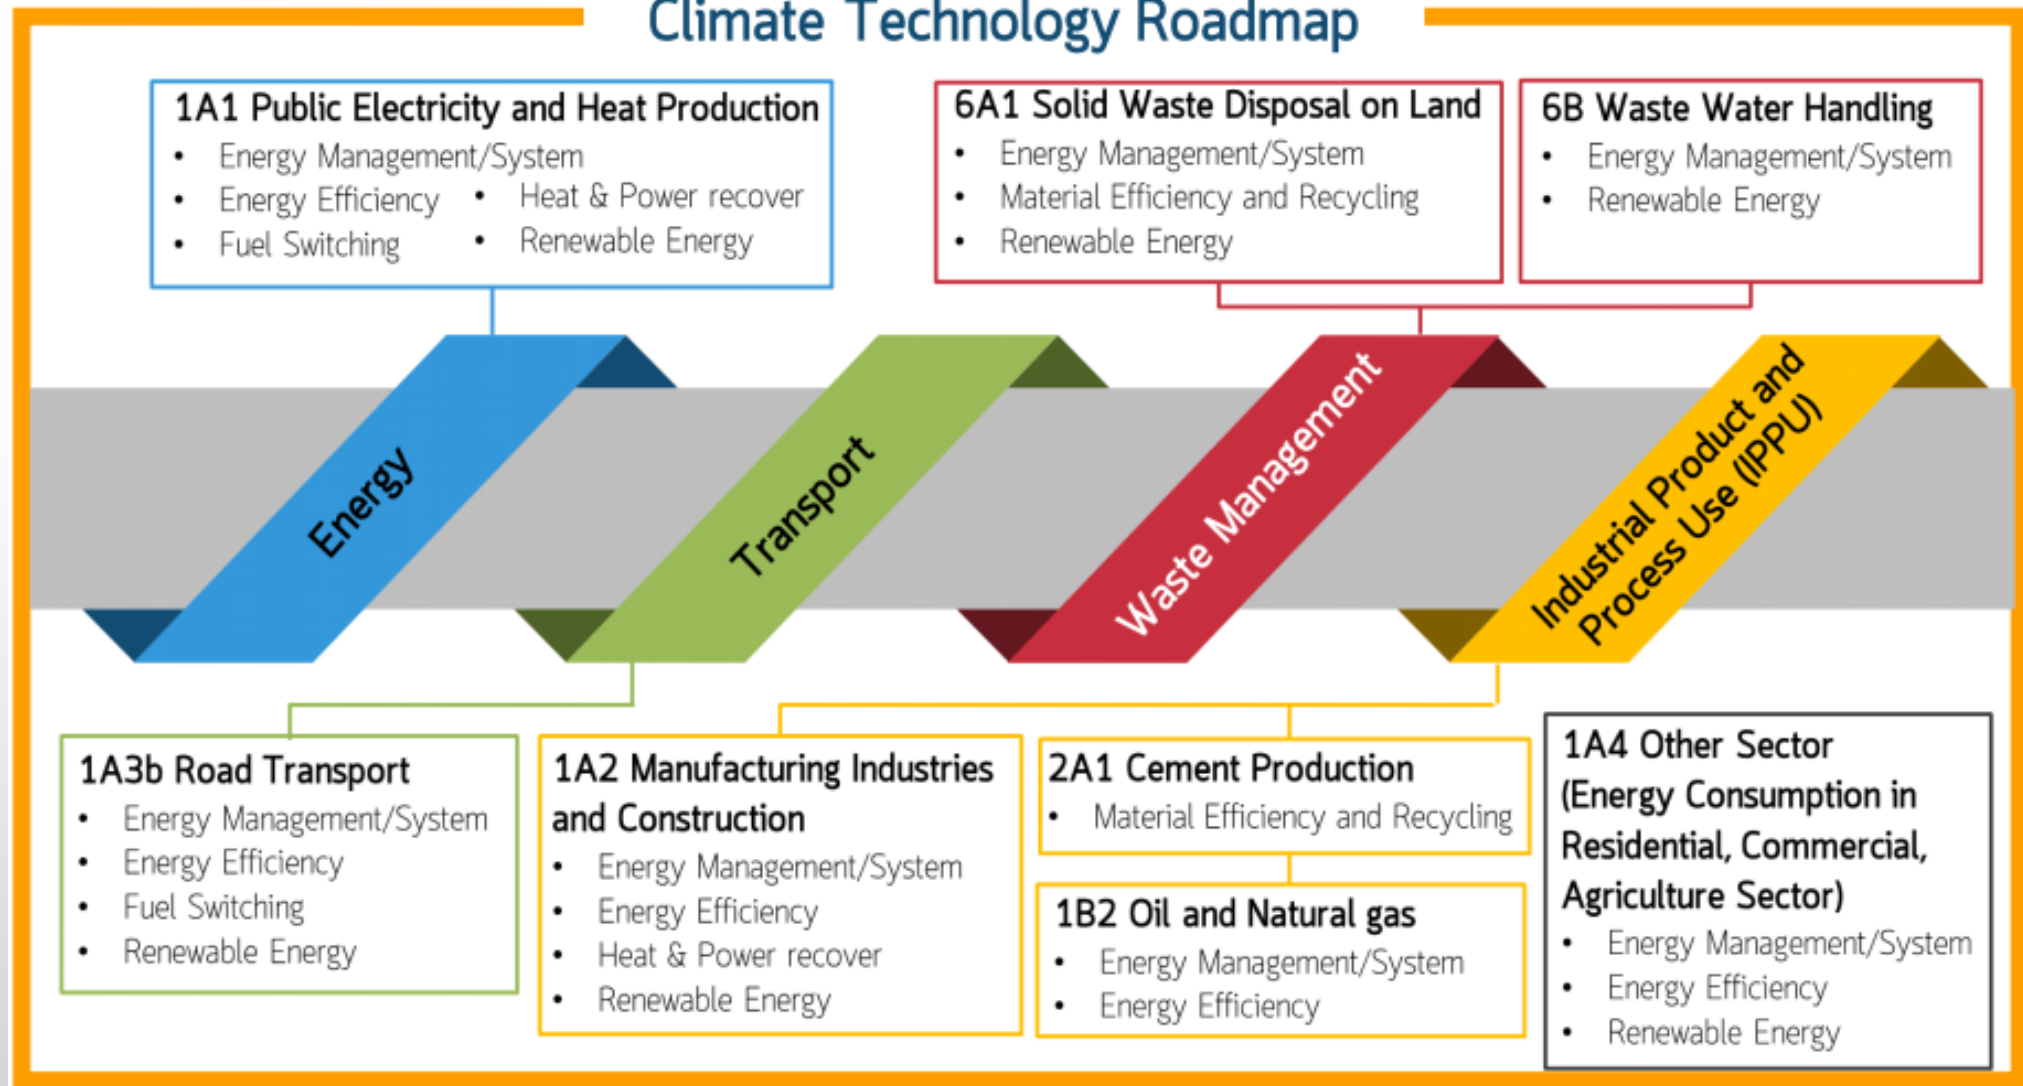 Climate Technology Roadmap
1A1 Public Electricity and Heat Production
• Energy Management/System
• Energy Efficiency
• Fuel Switching
• Heat & Power recover
• Renewable Energy
6A1 Solid Waste Disposal on Land
• Energy Management/System
• Material Efficiency and Recycling
• Renewable Energy
6B Waste Water Handling
• Energy Management/System
• Renewable Energy
Energy
Transport
Waste Management
Industrial Product and
Process Use (IPPU)
1A3b Road Transport
• Energy Management/System
• Energy Efficiency
• Fuel Switching
• Renewable Energy
1A2 Manufacturing Industries
and Construction
• Energy Management/System
• Energy Efficiency
• Heat & Power recover
• Renewable Energy
2A1 Cement Production
• Material Efficiency and Recycling
1B2 Oil and Natural gas
• Energy Management/System
• Energy Efficiency
1A4 Other Sector
(Energy Consumption in
Residential, Commercial,
Agriculture Sector)
• Energy Management/System
• Energy Efficiency
• Renewable Energy